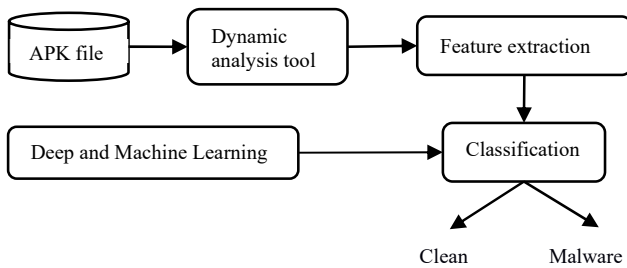 APK file
Dynamic
analysis tool
Feature extraction
Deep and Machine Learning
Classification
Clean
Malware